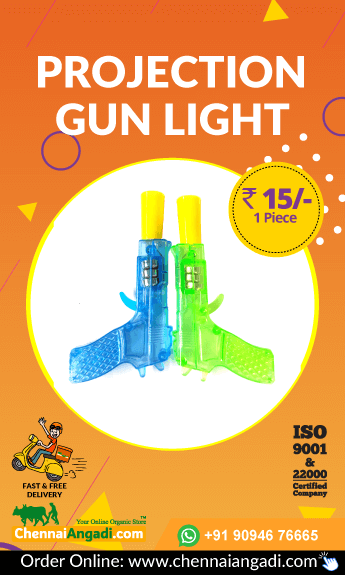 PROJECTION
GUN LIGHT
₹ 15/-
1 Piece
FAST & FREE
DELIVERY
ISO
9001
&
22000
Certified
Company
Your Online Organic Store™
ChennaiAngadi.com
+91 90946 76665
Order Online: www.chennaiangadi.com